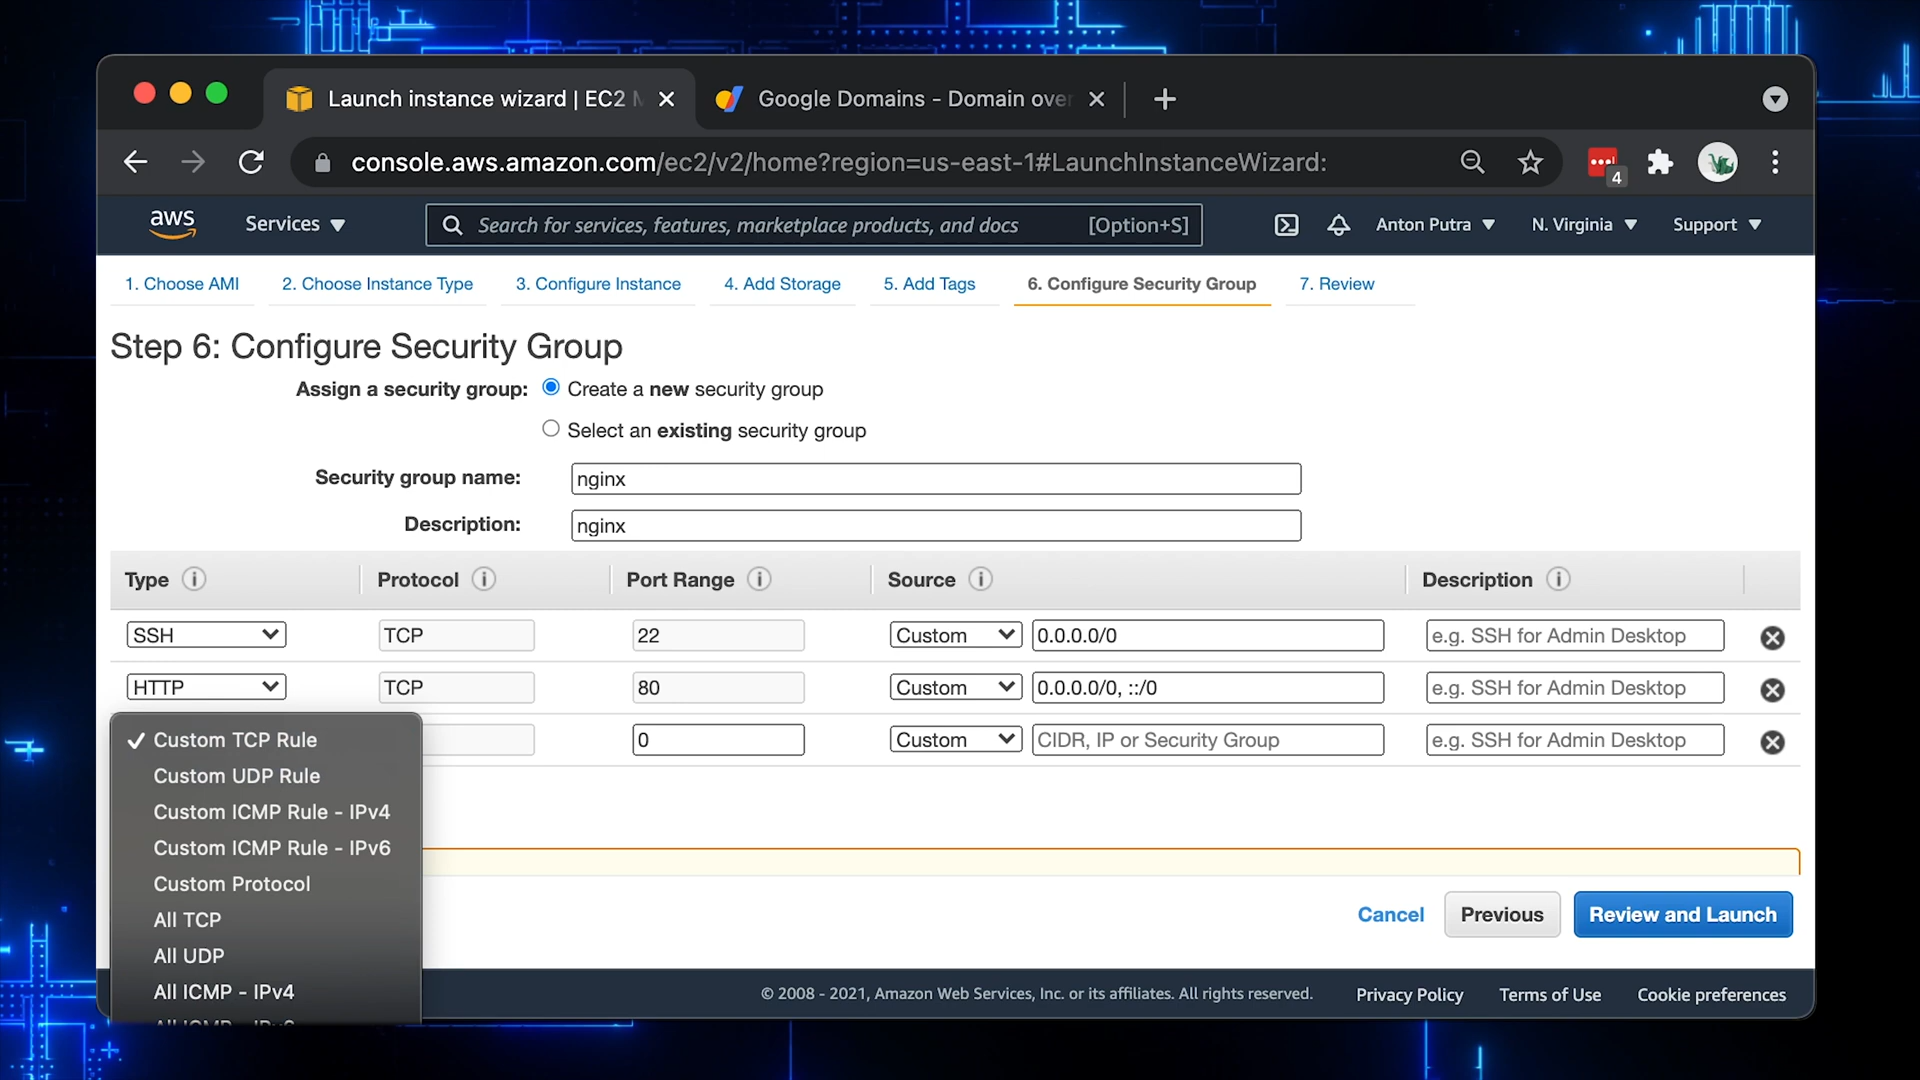 Launch instance wizard | EC2 M
Google Domains - Domain over
console.aws.amazon.com/ec2/v2/home?region=us-east-1#LaunchInstanceWizard:
4
aws
Services
Search for services, features, marketplace products, and docs
[Option+S]
Anton Putra
N. Virginia
Support
1. Choose AMI
2. Choose Instance Type
3. Configure Instance
4. Add Storage
5. Add Tags
6. Configure Security Group
7. Review
Step 6: Configure Security Group
Assign a security group:
Create a new security group
Select an existing security group
Security group name:
nginx
Description:
nginx
Type
Protocol
Port Range
Source
Description
SSH
TCP
22
Custom
0.0.0.0/0
e.g. SSH for Admin Desktop
HTTP
TCP
80
Custom
0.0.0.0/0, ::/0
e.g. SSH for Admin Desktop
✓ Custom TCP Rule
0
Custom
CIDR, IP or Security Group
e.g. SSH for Admin Desktop
Custom UDP Rule
Custom ICMP Rule - IPv4
Custom ICMP Rule - IPv6
Custom Protocol
All TCP
All UDP
All ICMP - IPv4
Cancel
Previous
Review and Launch
© 2008 - 2021, Amazon Web Services, Inc. or its affiliates. All rights reserved.
Privacy Policy
Terms of Use
Cookie preferences